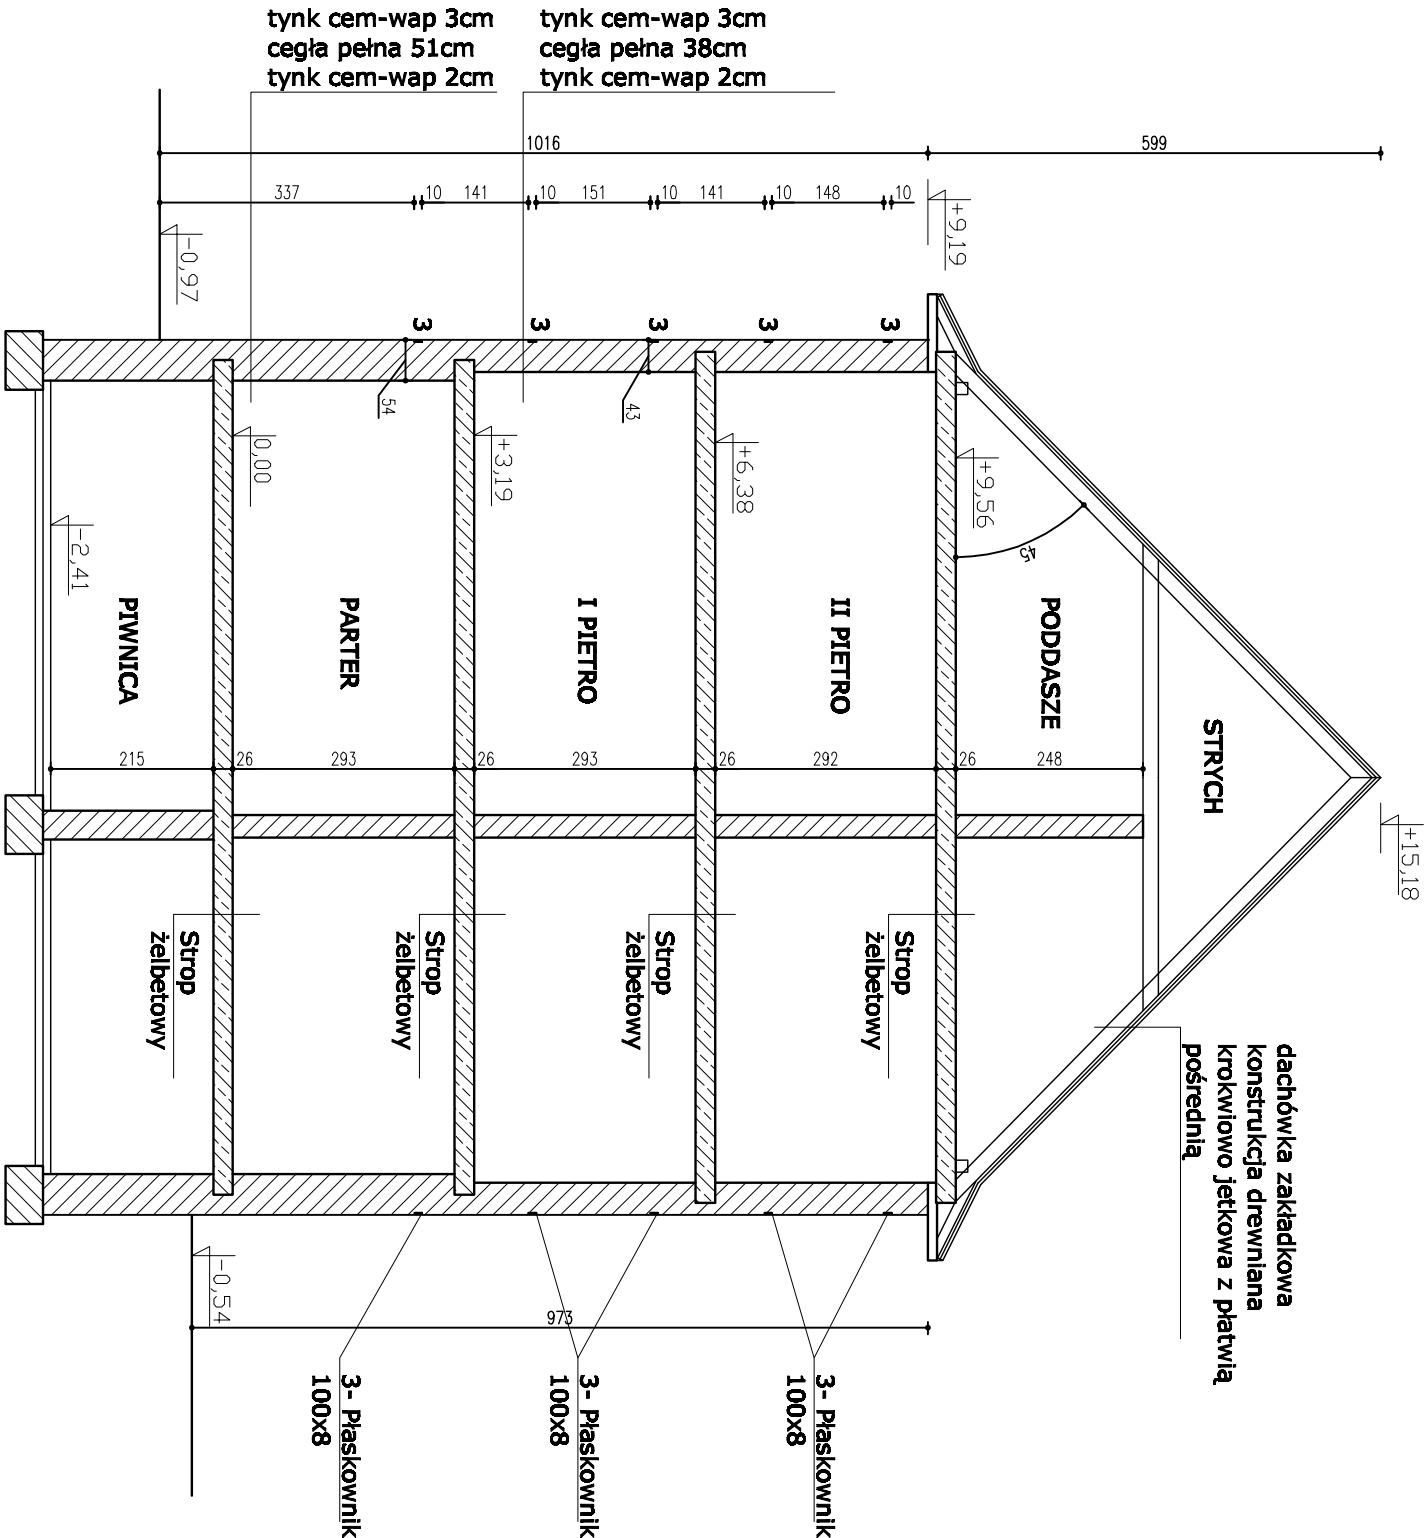 tynk cem-wap 3cm
cegła pełna 51cm
tynk cem-wap 2cm
tynk cem-wap 3cm
cegła pełna 38cm
tynk cem-wap 2cm
1016
599
337
10
141
10
151
10
141
10
148
10
-0,97
+9,19
3
3
3
3
3
54
43
0,00
+3,19
+6,38
+9,56
-2,41
45
PIWNICA
PARTER
I PIETRO
II PIETRO
PODDASZE
STRYCH
215
26
293
26
293
26
292
26
248
+15,18
Strop
żelbetowy
Strop
żelbetowy
Strop
żelbetowy
Strop
żelbetowy
dachówka zakładkowa
konstrukcja drewniana
krokwiowo jętkowa z płatwią
pośrednią
-0,54
973
3- Płaskownik
100x8
3- Płaskownik
100x8
3- Płaskownik
100x8